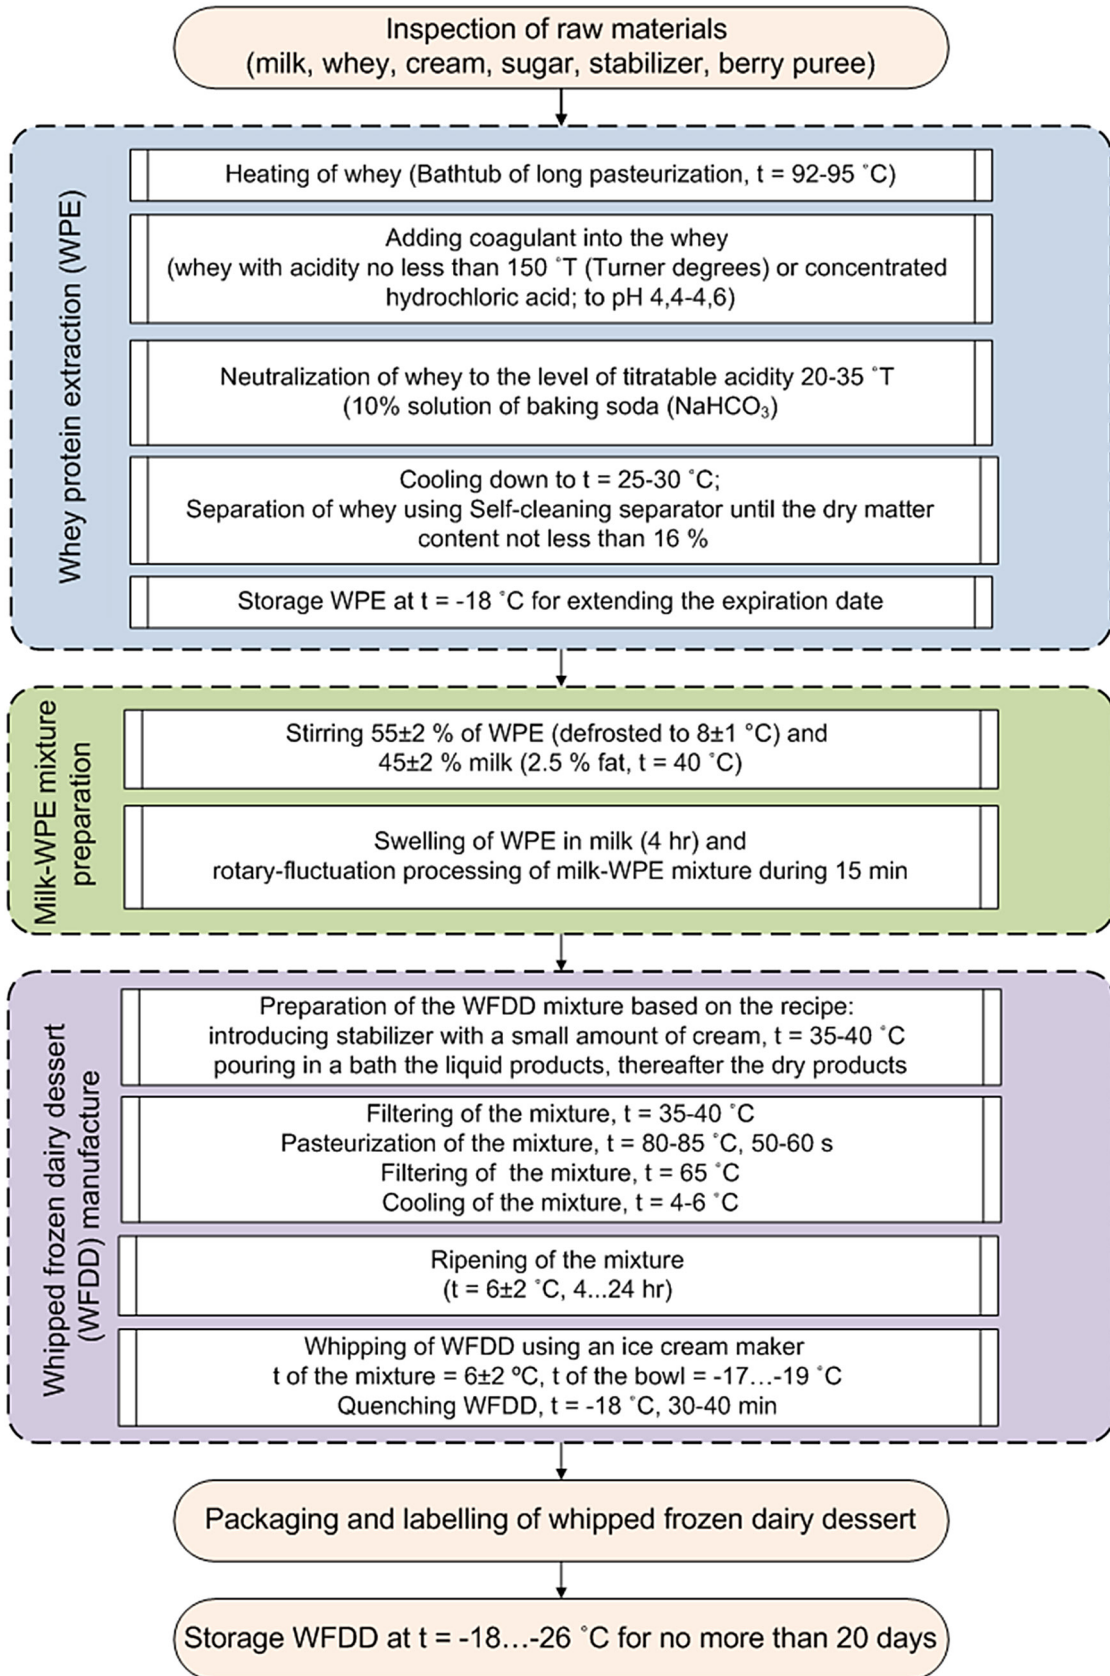 Inspection of raw materials
(milk, whey, cream, sugar, stabilizer, berry puree)
Whey protein extraction (WPE)
Heating of whey (Bathtub of long pasteurization, t = 92-95 ˚C)
Adding coagulant into the whey
(whey with acidity no less than 150 ˚T (Turner degrees) or concentrated
hydrochloric acid; to pH 4,4-4,6)
Neutralization of whey to the level of titratable acidity 20-35 ˚T
(10% solution of baking soda (NaHCO₃)
Cooling down to t = 25-30 ˚C;
Separation of whey using Self-cleaning separator until the dry matter
content not less than 16 %
Storage WPE at t = -18 ˚C for extending the expiration date
Milk-WPE mixture
preparation
Stirring 55±2 % of WPE (defrosted to 8±1 °C) and
45±2 % milk (2.5 % fat, t = 40 ˚C)
Swelling of WPE in milk (4 hr) and
rotary-fluctuation processing of milk-WPE mixture during 15 min
Whipped frozen dairy dessert
(WFDD) manufacture
Preparation of the WFDD mixture based on the recipe:
introducing stabilizer with a small amount of cream, t = 35-40 ˚C
pouring in a bath the liquid products, thereafter the dry products
Filtering of the mixture, t = 35-40 ˚C
Pasteurization of the mixture, t = 80-85 ˚C, 50-60 s
Filtering of the mixture, t = 65 ˚C
Cooling of the mixture, t = 4-6 ˚C
Ripening of the mixture
(t = 6±2 ˚C, 4...24 hr)
Whipping of WFDD using an ice cream maker
t of the mixture = 6±2 ºC, t of the bowl = -17…-19 ˚C
Quenching WFDD, t = -18 ˚C, 30-40 min
Packaging and labelling of whipped frozen dairy dessert
Storage WFDD at t = -18…-26 ˚C for no more than 20 days